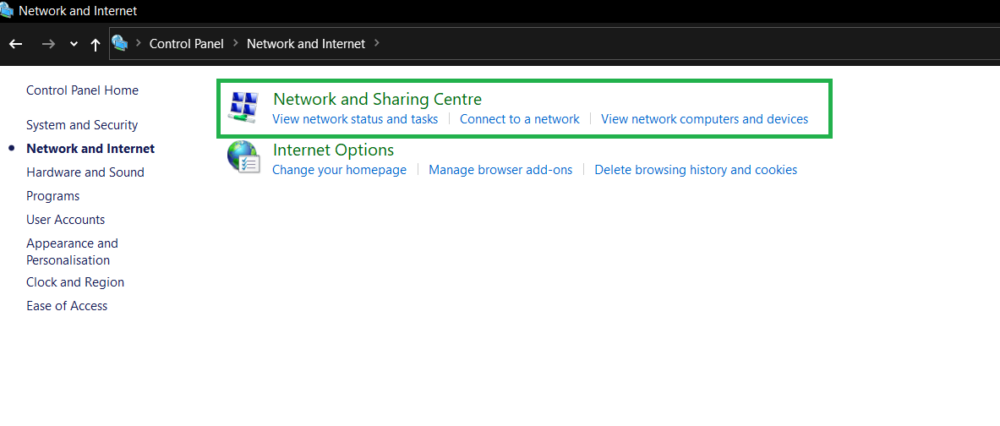 Network and Internet
Control Panel > Network and Internet >
Control Panel Home
System and Security
Network and Internet
Hardware and Sound
Programs
User Accounts
Appearance and
Personalisation
Clock and Region
Ease of Access
Network and Sharing Centre
View network status and tasks | Connect to a network | View network computers and devices
Internet Options
Change your homepage | Manage browser add-ons | Delete browsing history and cookies